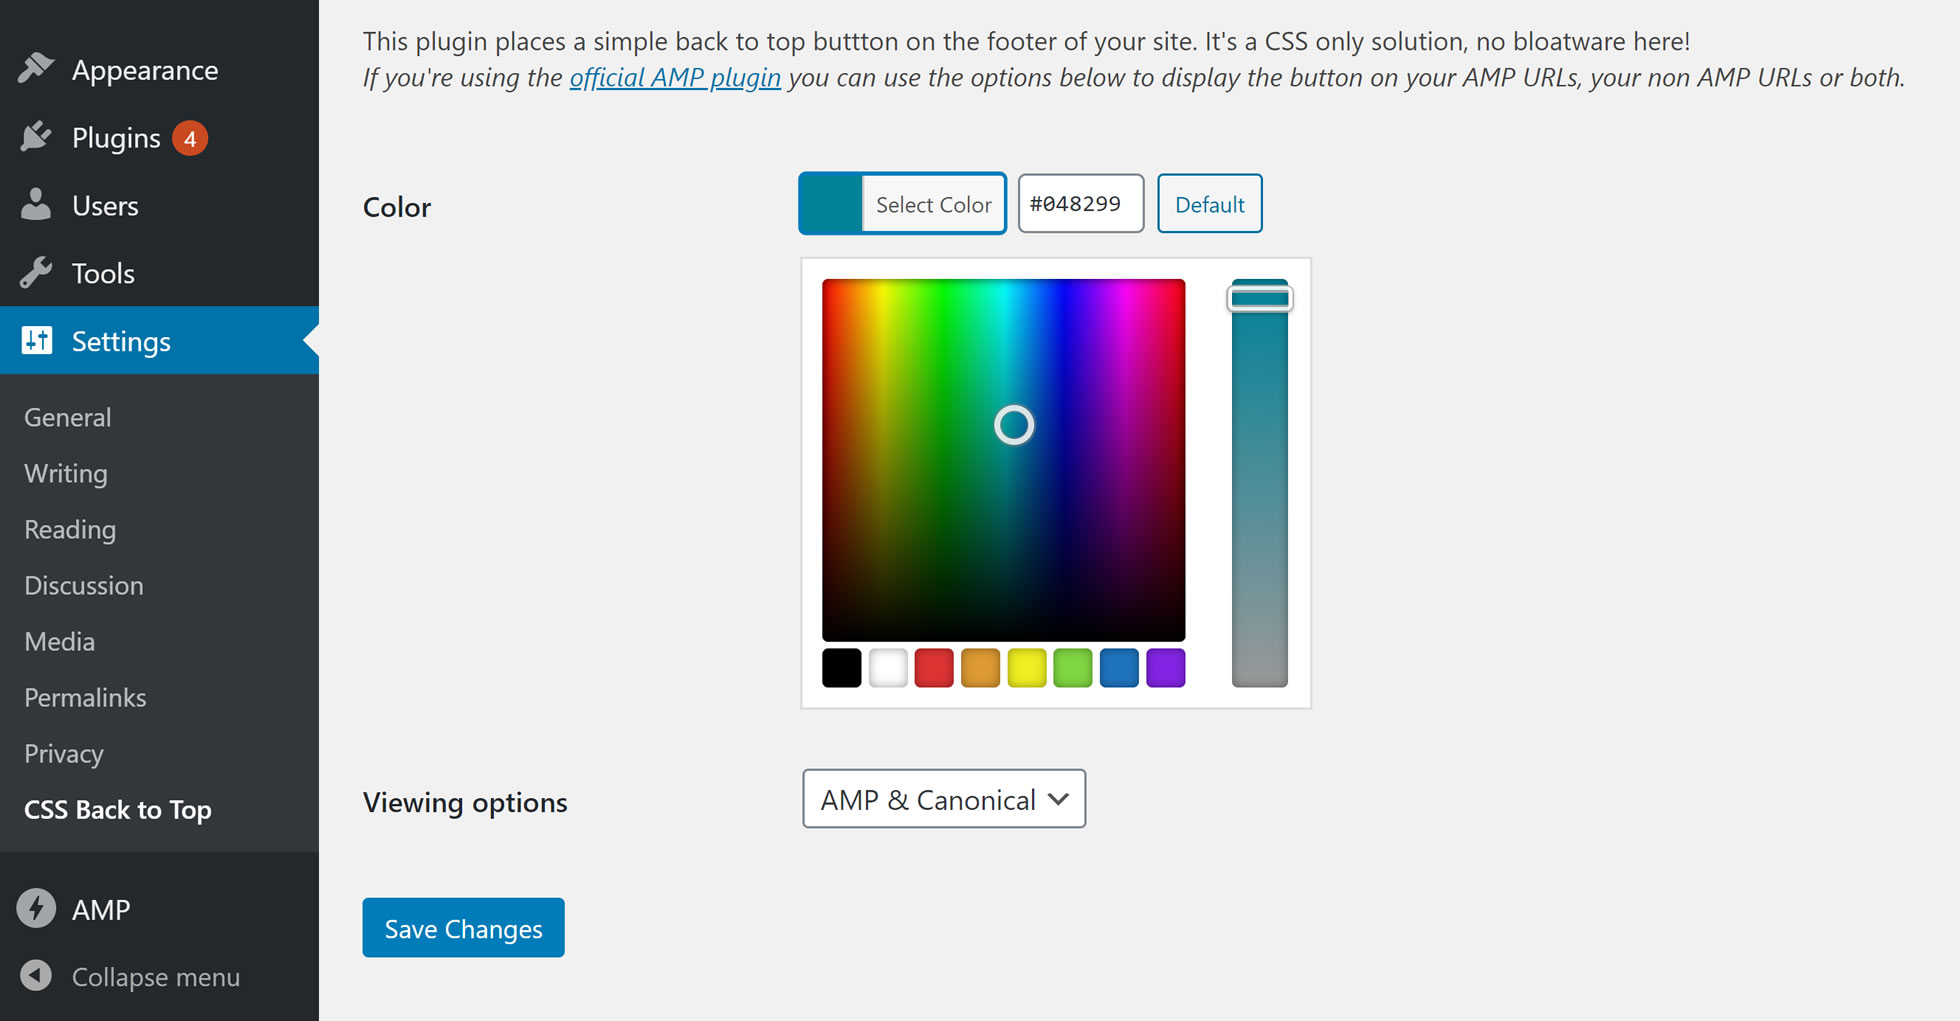 Appearance
Plugins 4
Users
Tools
Settings
General
Writing
Reading
Discussion
Media
Permalinks
Privacy
CSS Back to Top
AMP
Collapse menu
This plugin places a simple back to top buttton on the footer of your site. It's a CSS only solution, no bloatware here!
If you're using the official AMP plugin you can use the options below to display the button on your AMP URLs, your non AMP URLs or both.
Color
Select Color
#048299
Default
Viewing options
AMP & Canonical
Save Changes